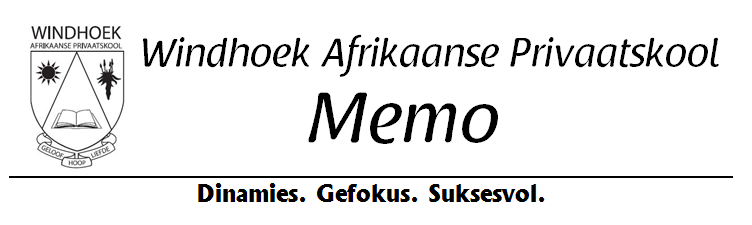 WINDHOEK
AFRIKAANSE PRIVAATSKOOL
GELOOF
HOOP
LIEFDE
Windhoek Afrikaanse Privaatskool
Memo
Dinamies. Gefokus. Suksesvol.